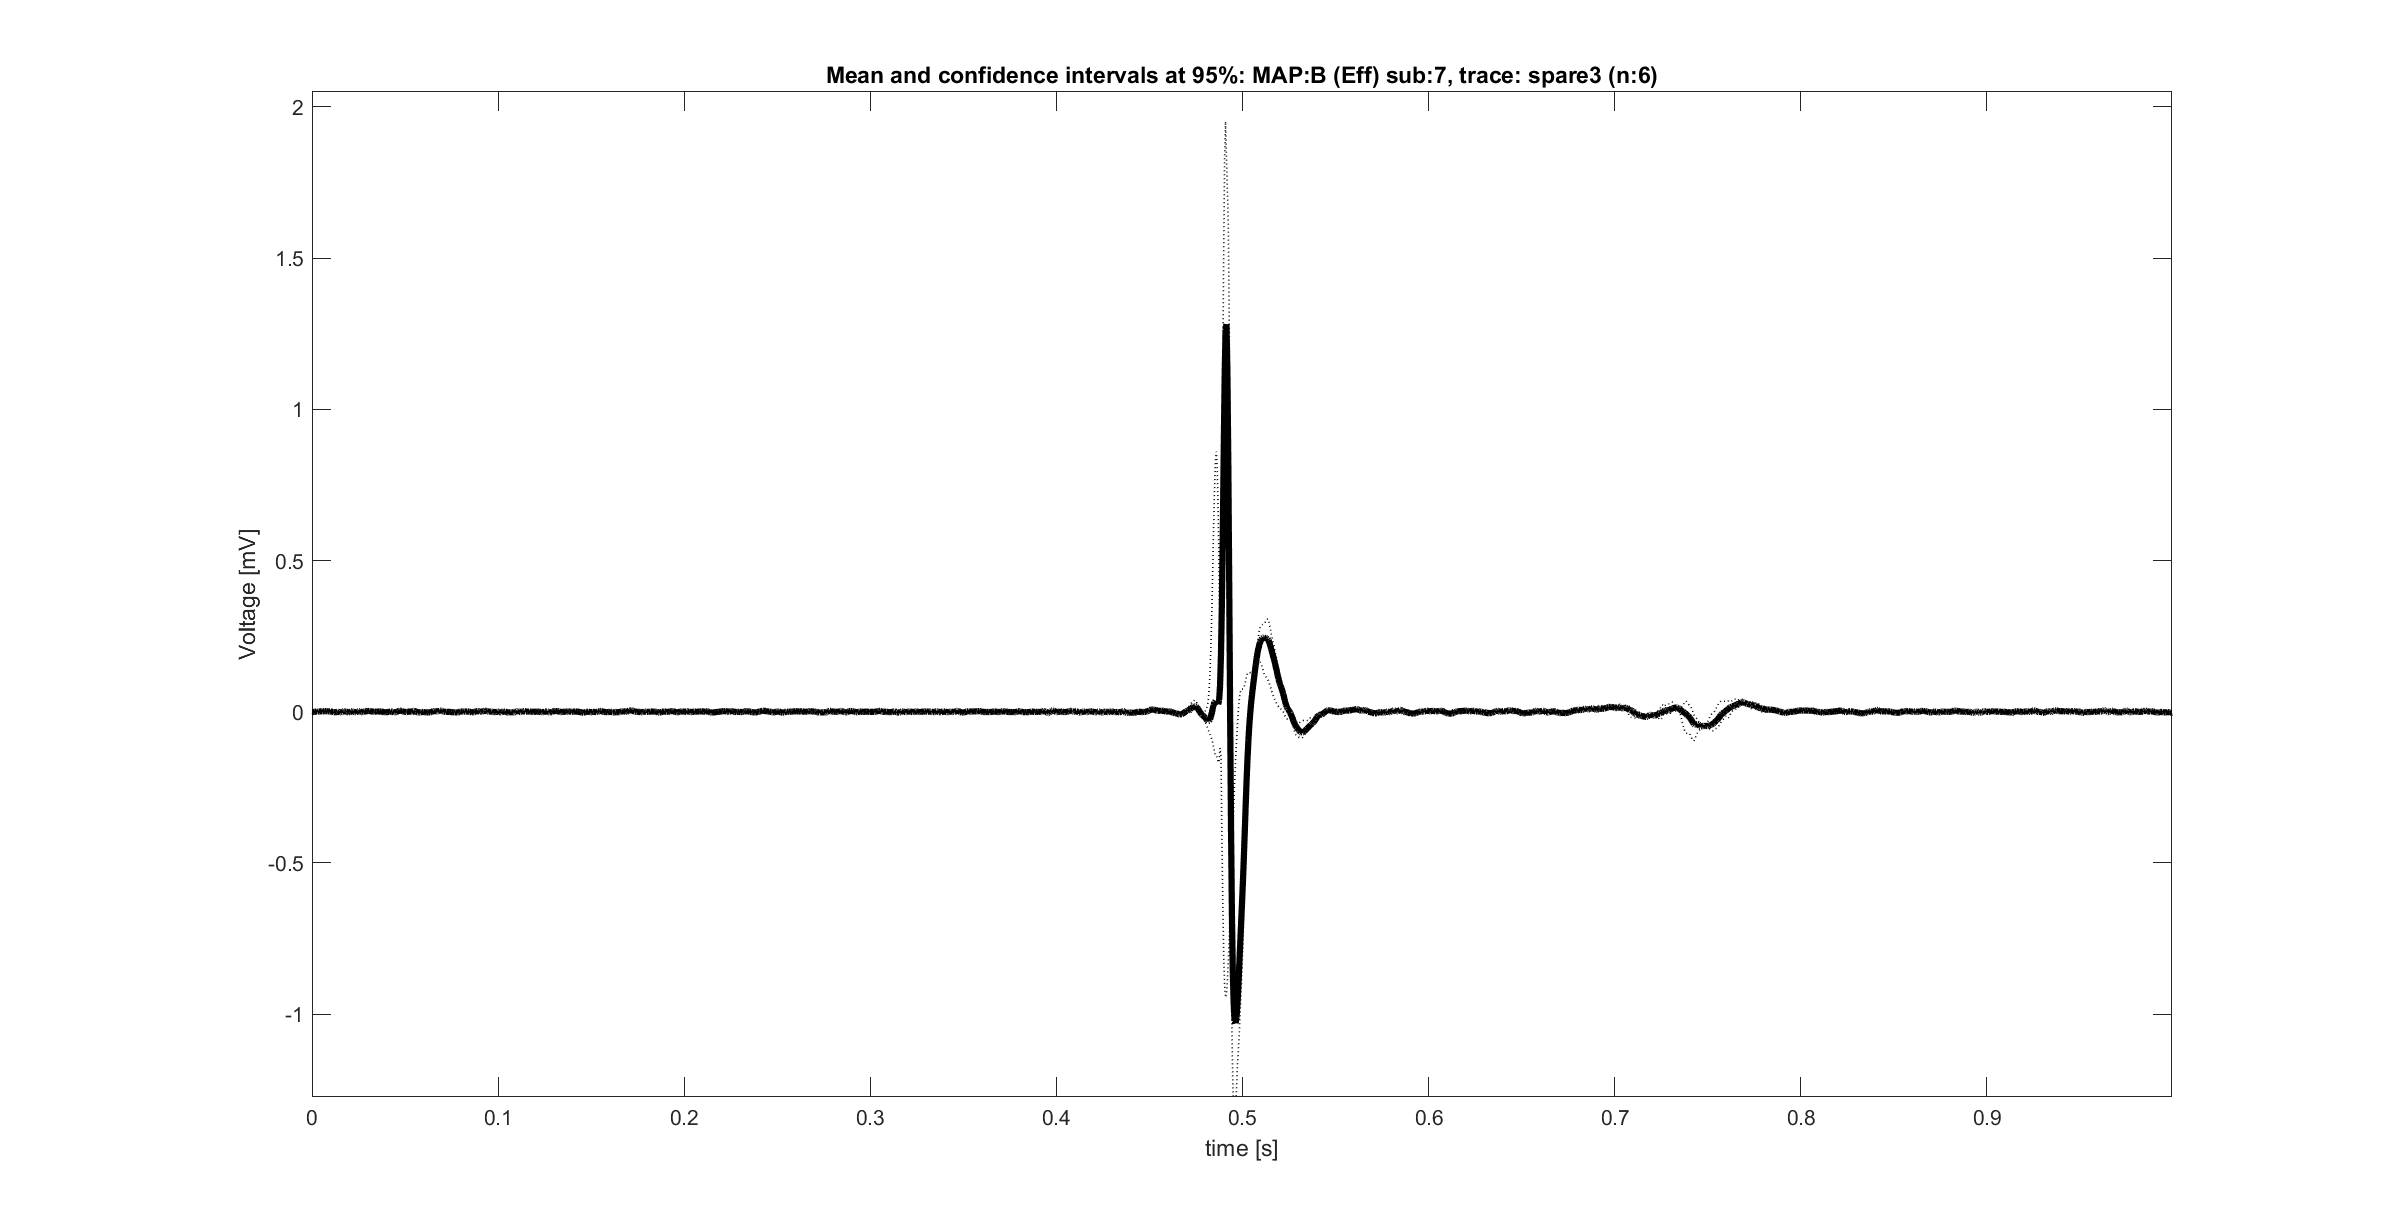 Mean and confidence intervals at 95%: MAP:B (Eff) sub:7, trace: spare3 (n:6)
2
1.5
1
0.5
0
-0.5
-1
Voltage [mV]
0 0.1 0.2 0.3 0.4 0.5 0.6 0.7 0.8 0.9
time [s]